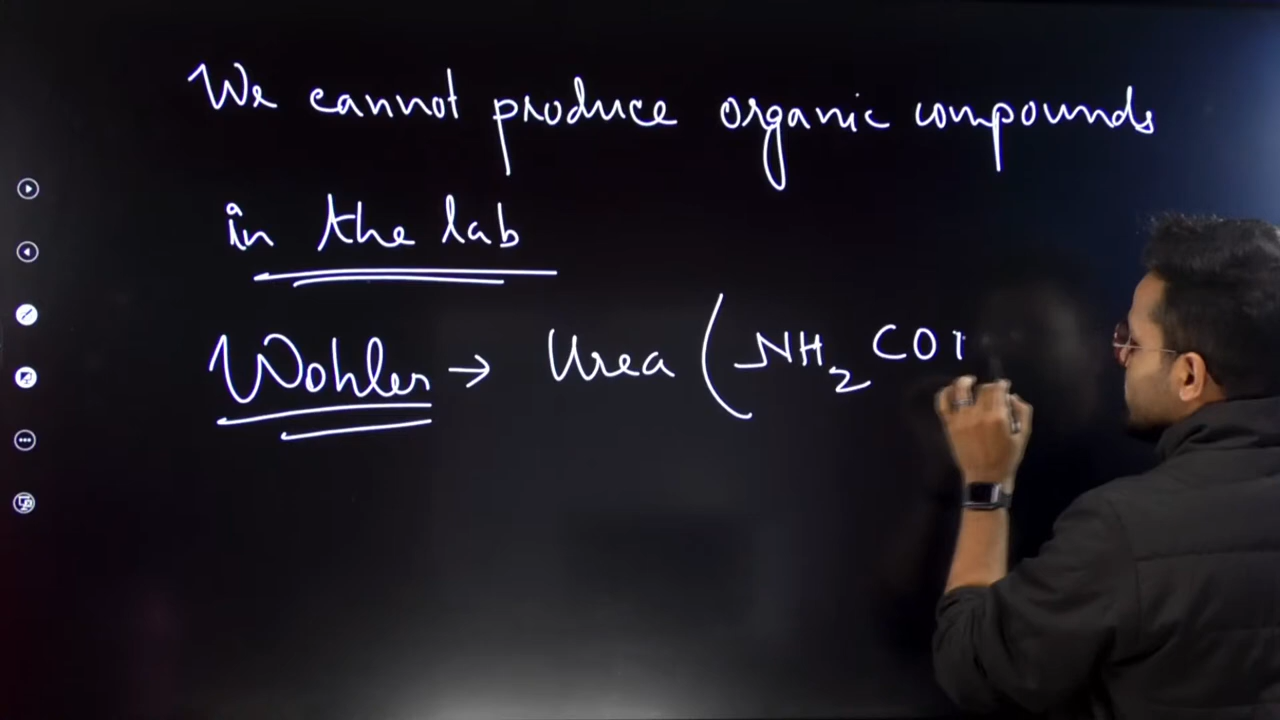 We cannot produce organic compounds
in the lab
Wohler → Urea (NH₂CO